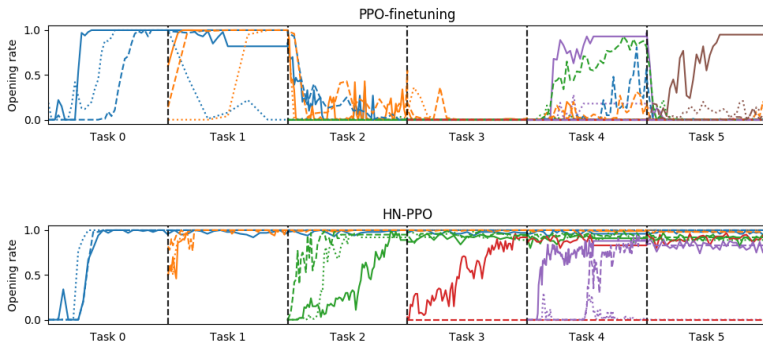 PPO-finetuning
Opening rate
1.0
0.5
0.0
Task 0 Task 1 Task 2 Task 3 Task 4 Task 5
HN-PPO
Opening rate
1.0
0.5
0.0
Task 0 Task 1 Task 2 Task 3 Task 4 Task 5